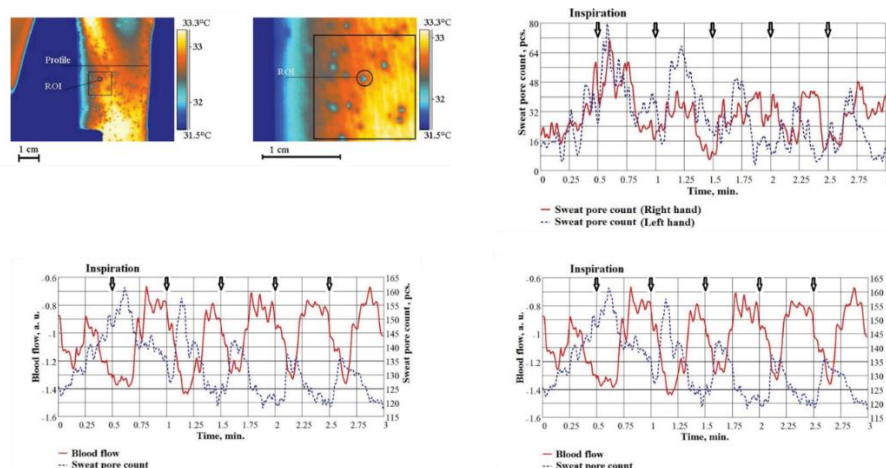 33.3°C
33
Profile
ROI
32
31.5°C
1 cm
33.3°C
33
ROI
32
31.5°C
1 cm
Inspiration
Sweat pore count, pcs.
80
64
48
32
16
0
0 0.25 0.5 0.75 1 1.25 1.5 1.75 2 2.25 2.5 2.75
Time, min.
Sweat pore count (Right hand)
Sweat pore count (Left hand)
Inspiration
Blood flow, a. u.
-0.6
-0.8
-1
-1.2
-1.4
-1.6
165
160
155
150
145
140
135
130
125
120
115
Sweat pore count, pcs.
0 0.25 0.5 0.75 1 1.25 1.5 1.75 2 2.25 2.5 2.75 3
Time, min.
Blood flow
Sweat pore count
Inspiration
Blood flow, a. u.
-0.6
-0.8
-1
-1.2
-1.4
-1.6
165
160
155
150
145
140
135
130
125
120
115
0 0.25 0.5 0.75 1 1.25 1.5 1.75 2 2.25 2.5 2.75 3
Time, min.
Blood flow
Sweat pore count